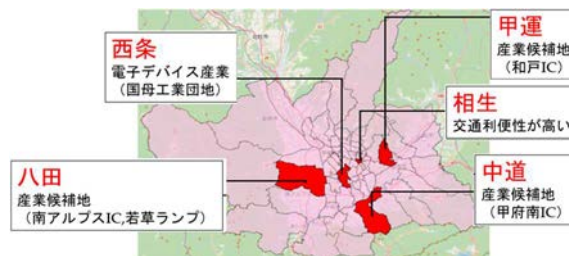 甲運
産業候補地
(和戸IC)
西条
電子デバイス産業
(国母工業団地)
相生
交通利便性が高い
八田
産業候補地
(南アルプスIC,若草ランプ)
中道
産業候補地
(甲府南IC)